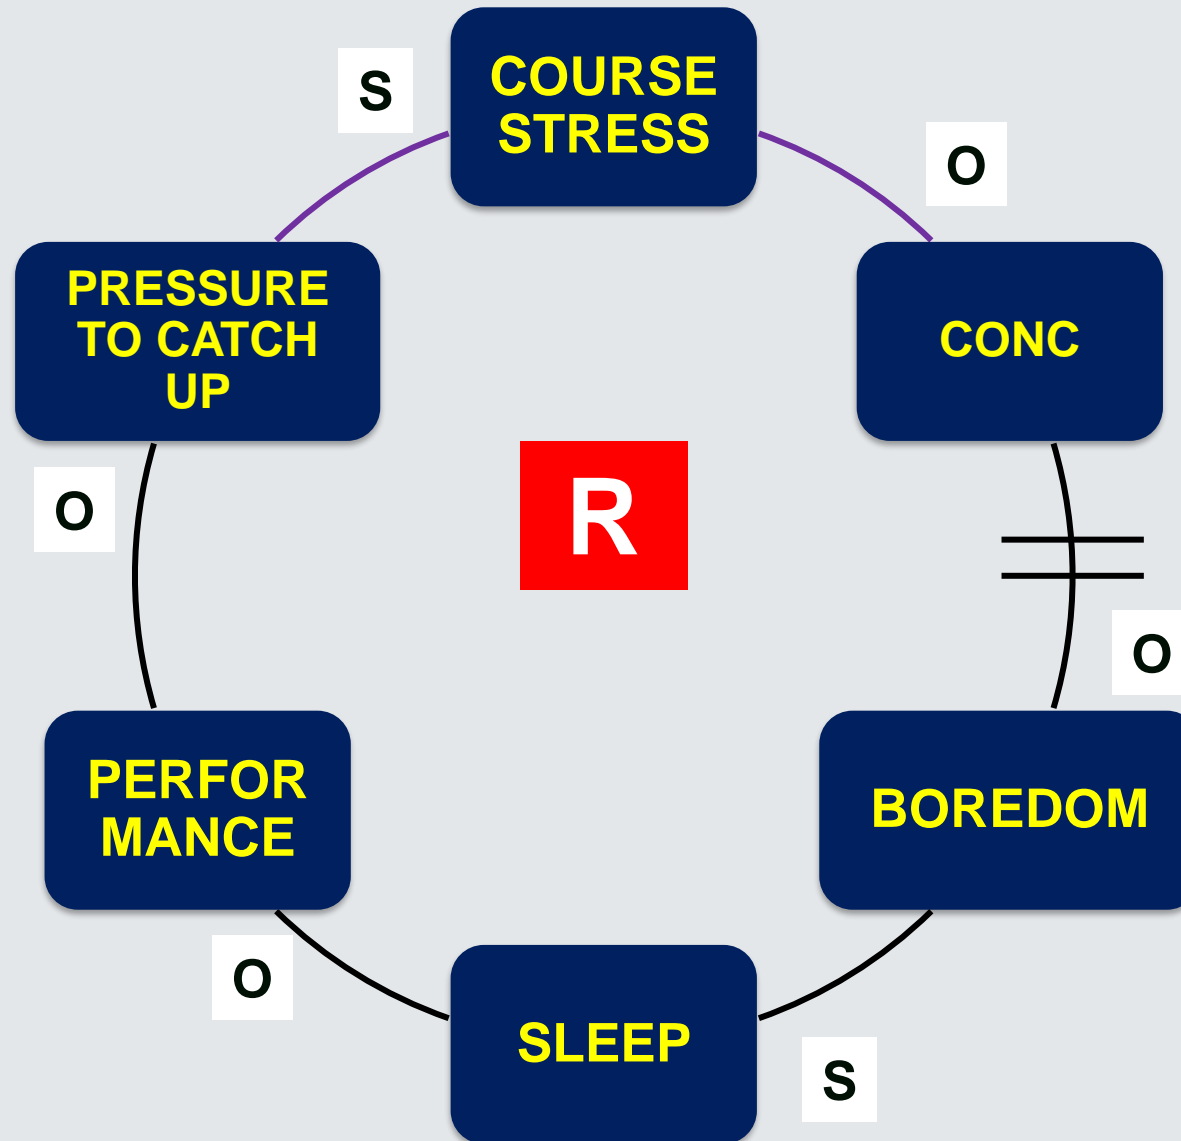 S
COURSE
STRESS
O
PRESSURE
TO CATCH
UP
CONC
R
O
O
PERFOR
MANCE
BOREDOM
O
SLEEP
S